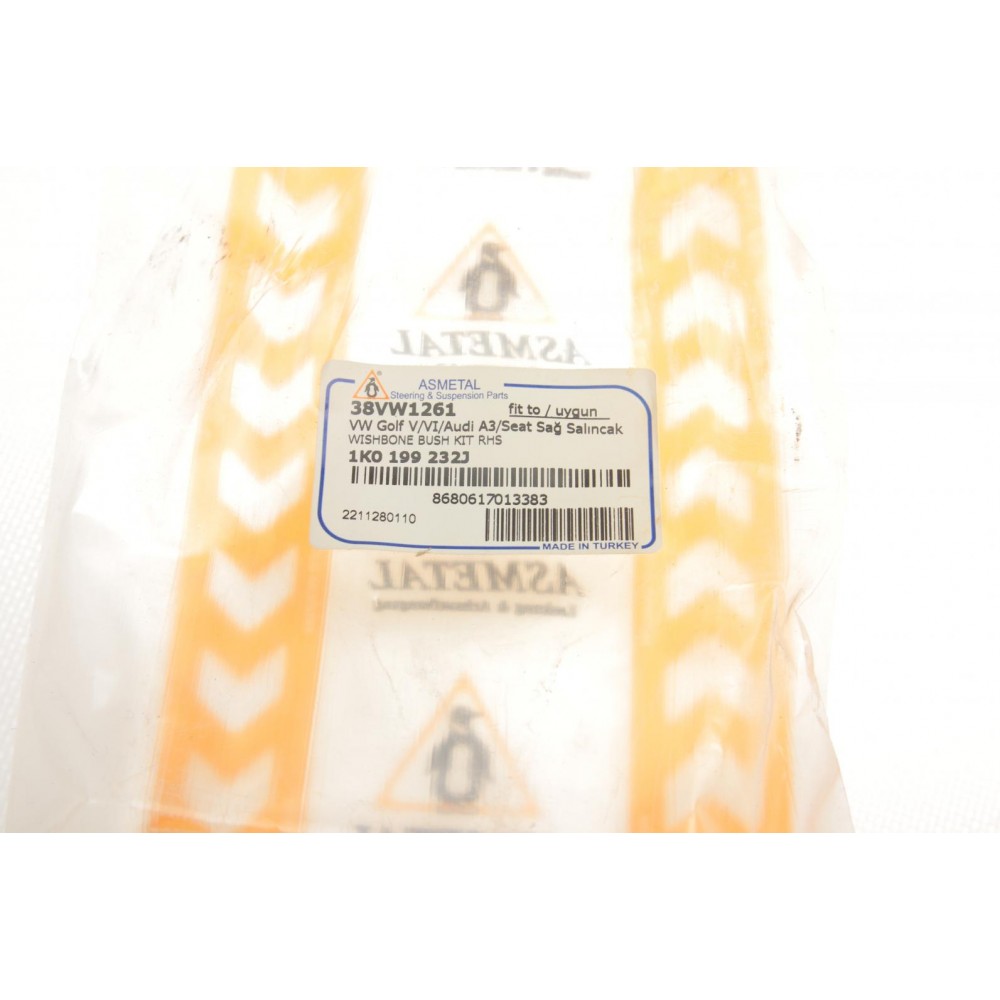 ASMETAL
ASMETAL
Steering & Suspension Parts
38VW1261 fit to / uygun
VW Golf V/VI/Audi A3/Seat Sağ Salıncak
WISHBONE BUSH KIT RHS
1K0 199 232J
8680617013383
2211280110
MADE IN TURKEY
ASMETAL